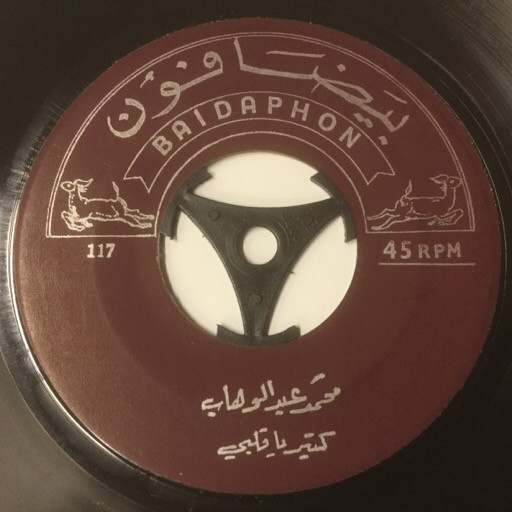 بيضافون
BAIDAPHON
117
45 RPM
محمد عبد الوهاب
كتير يا قلبي